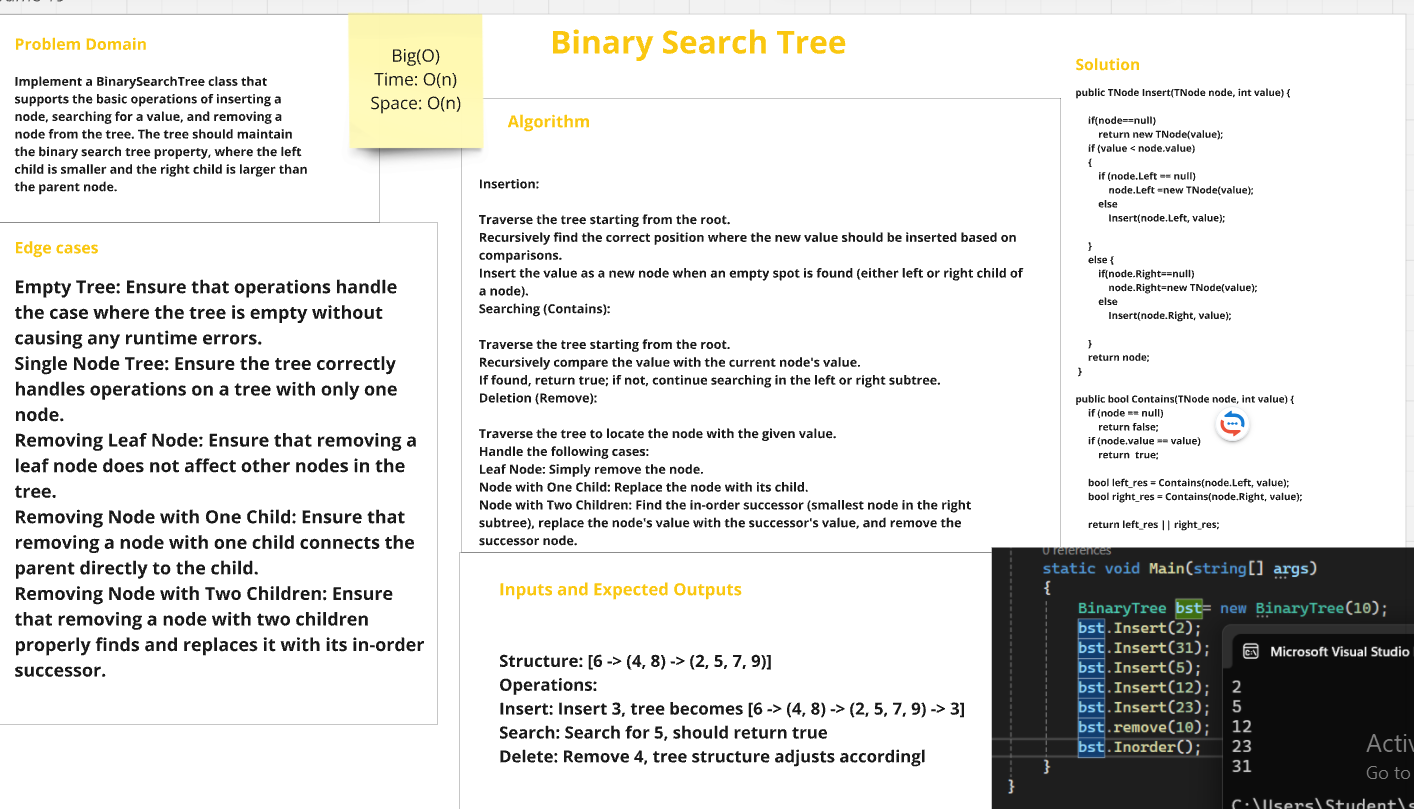 Problem Domain
Implement a BinarySearchTree class that
supports the basic operations of inserting a
node, searching for a value, and removing a
node from the tree. The tree should maintain
the binary search tree property, where the left
child is smaller and the right child is larger than
the parent node.
Big(O)
Time: O(n)
Space: O(n)
Binary Search Tree
Edge cases
Empty Tree: Ensure that operations handle
the case where the tree is empty without
causing any runtime errors.
Single Node Tree: Ensure the tree correctly
handles operations on a tree with only one
node.
Removing Leaf Node: Ensure that removing a
leaf node does not affect other nodes in the
tree.
Removing Node with One Child: Ensure that
removing a node with one child connects the
parent directly to the child.
Removing Node with Two Children: Ensure
that removing a node with two children
properly finds and replaces it with its in-order
successor.
Algorithm
Insertion:
Traverse the tree starting from the root.
Recursively find the correct position where the new value should be inserted based on
comparisons.
Insert the value as a new node when an empty spot is found (either left or right child of
a node).
Searching (Contains):
Traverse the tree starting from the root.
Recursively compare the value with the current node's value.
If found, return true; if not, continue searching in the left or right subtree.
Deletion (Remove):
Traverse the tree to locate the node with the given value.
Handle the following cases:
Leaf Node: Simply remove the node.
Node with One Child: Replace the node with its child.
Node with Two Children: Find the in-order successor (smallest node in the right
subtree), replace the node's value with the successor's value, and remove the
successor node.
Inputs and Expected Outputs
Structure: [6 -> (4, 8) -> (2, 5, 7, 9)]
Operations:
Insert: Insert 3, tree becomes [6 -> (4, 8) -> (2, 5, 7, 9) -> 3]
Search: Search for 5, should return true
Delete: Remove 4, tree structure adjusts accordingl
Solution
public TNode Insert(TNode node, int value) {
if(node==null)
return new TNode(value);
if (value < node.value)
{
if (node.Left == null)
node.Left =new TNode(value);
else
Insert(node.Left, value);
}
else {
if(node.Right==null)
node.Right=new TNode(value);
else
Insert(node.Right, value);
}
return node;
}
public bool Contains(TNode node, int value) {
if (node == null)
return false;
if (node.value == value)
return  true;
bool left_res = Contains(node.Left, value);
bool right_res = Contains(node.Right, value);
return left_res || right_res;
0 references
static void Main(string[] args)
{
BinaryTree bst= new BinaryTree(10);
bst.Insert(2);
bst.Insert(31);
bst.Insert(5);
bst.Insert(12);
bst.Insert(23);
bst.remove(10);
bst.Inorder();
}
}
Microsoft Visual Studio
2
5
12
23
31
C:\Users\Student\
Go to